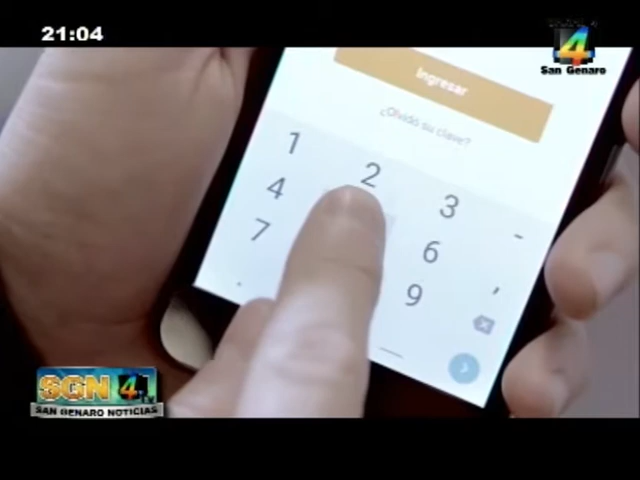 21:04
4
San Genaro
Ingresar
¿Olvidó su clave?
1 2 3 -
4 6 ,
7 9
.
SGN 4 TV
SAN GENARO NOTICIAS